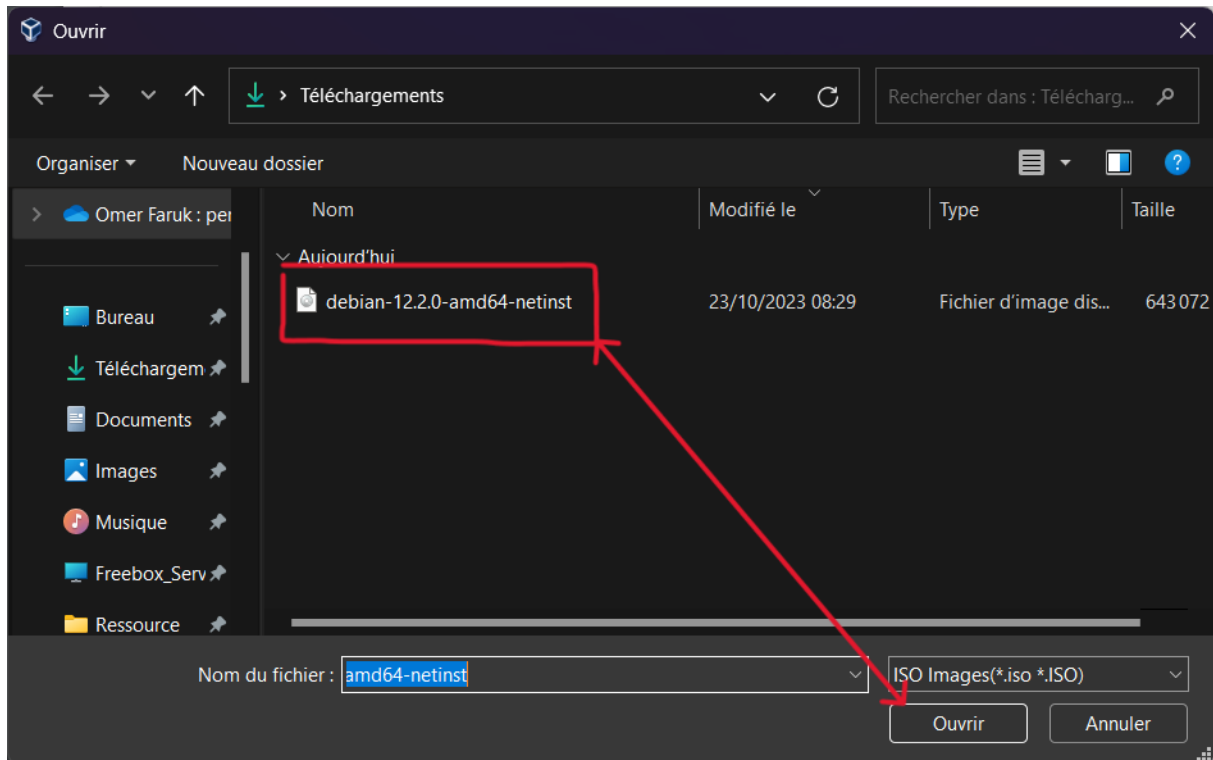 Ouvrir
Téléchargements
Rechercher dans : Télécharg...
Organiser
Nouveau dossier
Omer Faruk : per
Nom
Modifié le
Type
Taille
Aujourd'hui
debian-12.2.0-amd64-netinst
23/10/2023 08:29
Fichier d'image dis...
643 072
Bureau
Téléchargem
Documents
Images
Musique
Freebox_Serv
Ressource
Nom du fichier :
amd64-netinst
ISO Images(*.iso *.ISO)
Ouvrir
Annuler